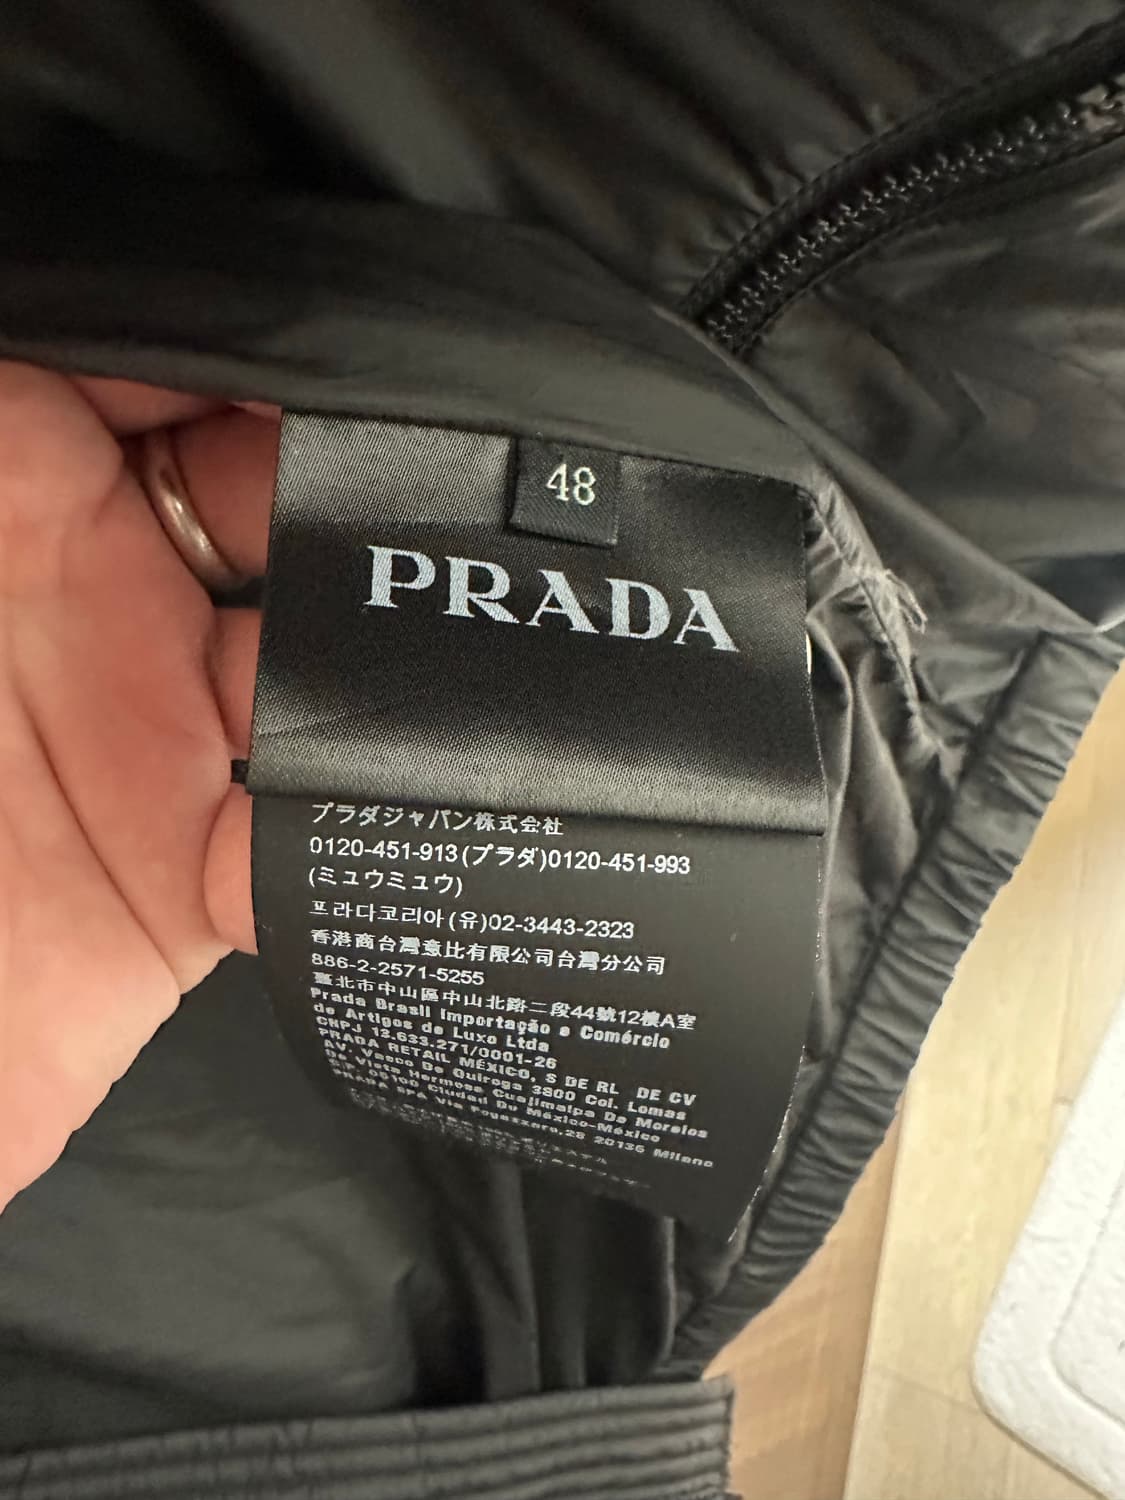 48
PRADA
プラダジャパン株式会社
0120-451-913(プラダ)0120-451-993
(ミュウミュウ)
프라다코리아(유)02-3443-2323
香港商台灣意比有限公司台灣分公司
886-2-2571-5255
臺北市中山區中山北路二段44號12樓A室
Prada Brasil Importação e Comércio
de Artigos de Luxo Ltda
CNPJ 13.633.271/0001-26
PRADA RETAIL MÉXICO, S DE RL DE CV
AV. Vasco De Quiroga 3800 Col. Lomas
De Vista Hermosa Cuajimalpa De Morelos
C.P. 05100 Ciudad De México-México
PRADA SPA Via Fogazzaro,28 20135 Milano